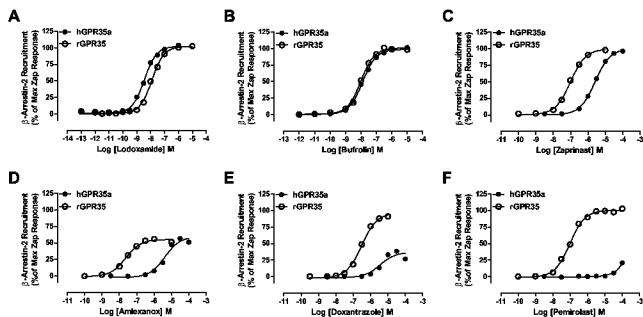 A
hGPR35a
rGPR35
β-Arrestin-2 Recruitment
(% of Max Zap Response)
125
100
75
50
25
0
-14 -13 -12 -11 -10 -9 -8 -7 -6 -5 -4
Log [Lodoxamide] M
B
hGPR35a
rGPR35
β-Arrestin-2 Recruitment
(% of Max Zap Response)
125
100
75
50
25
0
-13 -12 -11 -10 -9 -8 -7 -6 -5 -4
Log [Bufrolin] M
C
hGPR35a
rGPR35
β-Arrestin-2 Recruitment
(% of Max Zap Response)
125
100
75
50
25
0
-11 -10 -9 -8 -7 -6 -5 -4 -3
Log [Zaprinast] M
D
hGPR35a
rGPR35
β-Arrestin-2 Recruitment
(%of Max Zap Response)
125
100
75
50
25
0
-11 -10 -9 -8 -7 -6 -5 -4 -3
Log [Amlexanox] M
E
hGPR35a
rGPR35
β-Arrestin-2 Recruitment
(%of Max Zap Response)
125
100
75
50
25
0
-11 -10 -9 -8 -7 -6 -5 -4 -3
Log [Doxantrazole] M
F
hGPR35a
rGPR35
β-Arrestin-2 Recruitment
(%of Max Zap Response)
125
100
75
50
25
0
-11 -10 -9 -8 -7 -6 -5 -4 -3
Log [Pemirolast] M